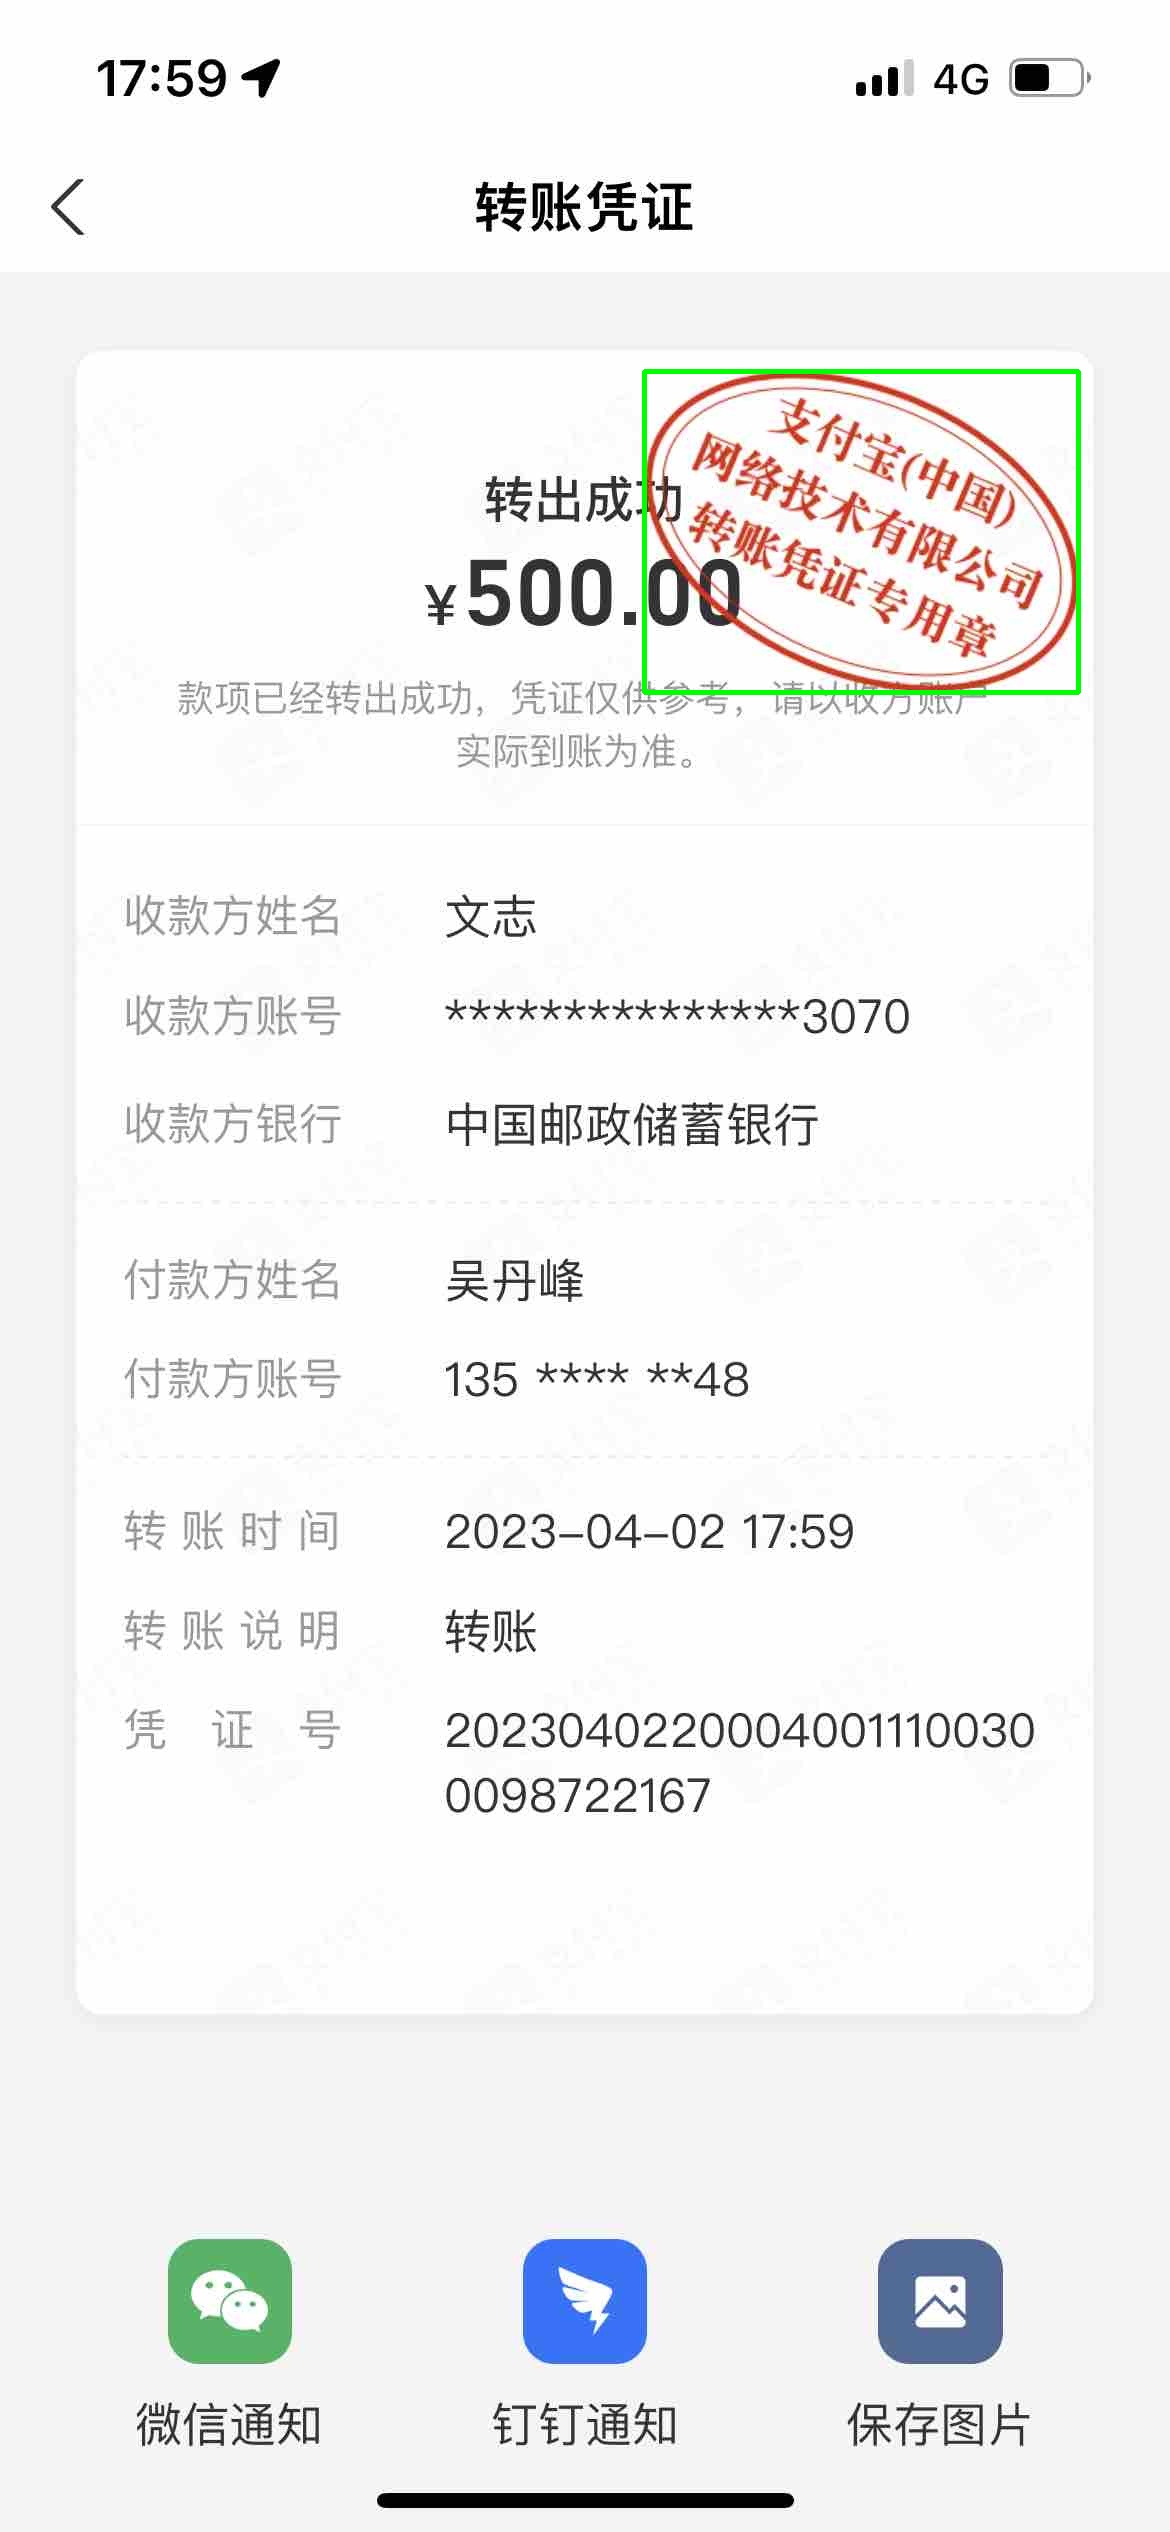 17:59
4G
转账凭证
支付宝(中国)
网络技术有限公司
转账凭证专用章
转出成功
¥500.00
款项已经转出成功，凭证仅供参考，请以收方账户
实际到账为准。
收款方姓名 文志
收款方账号 ***************3070
收款方银行 中国邮政储蓄银行
付款方姓名 吴丹峰
付款方账号 135 **** **48
转账时间 2023-04-02 17:59
转账说明 转账
凭证号 2023040220004001110030
0098722167
微信通知 钉钉通知 保存图片